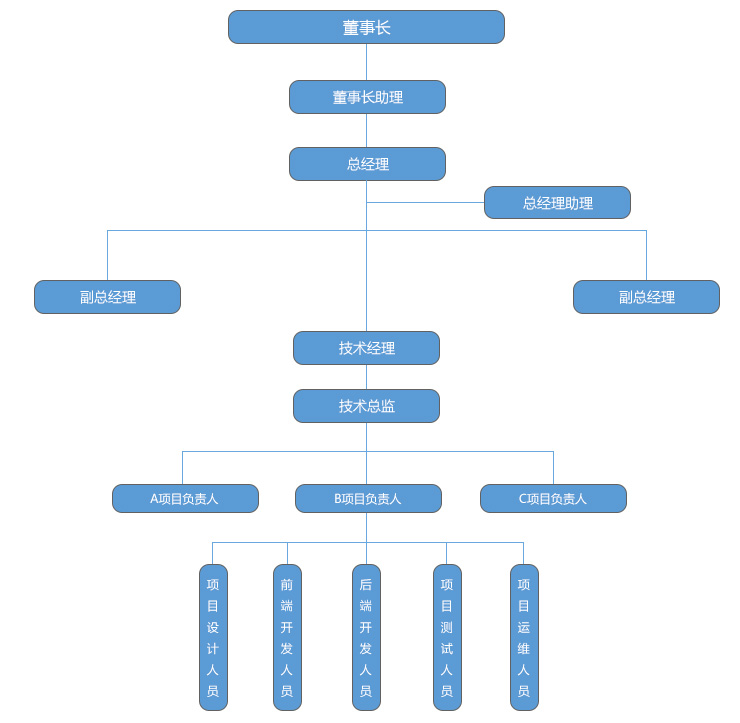 董事长
董事长助理
总经理
总经理助理
副总经理
副总经理
技术经理
技术总监
A项目负责人
B项目负责人
C项目负责人
项目设计人员
前端开发人员
后端开发人员
项目测试人员
项目运维人员